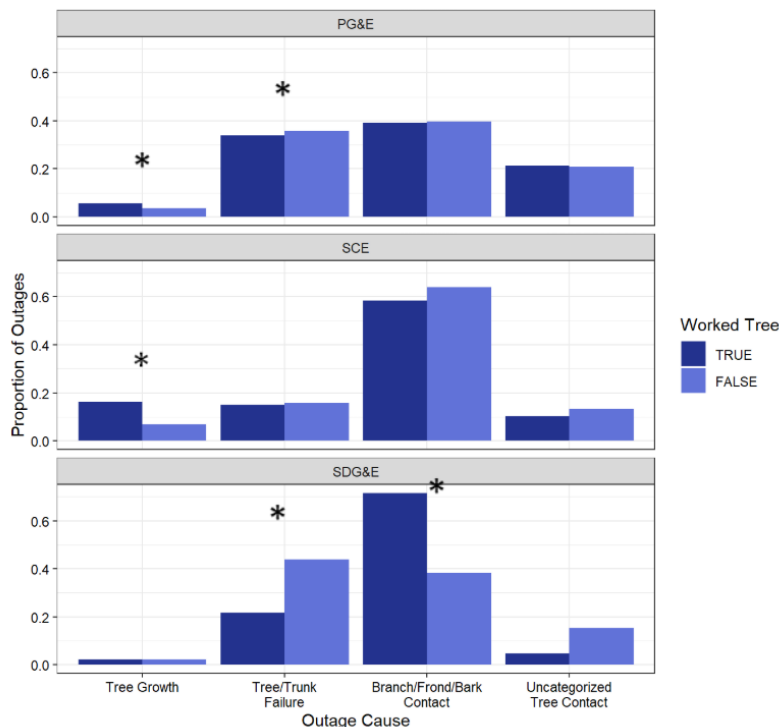 PG&E
0.6
0.4
0.2
0.0
*
*
SCE
0.6
0.4
0.2
0.0
*
SDG&E
0.6
0.4
0.2
0.0
*
*
Proportion of Outages
Tree Growth
Tree/Trunk
Failure
Branch/Frond/Bark
Contact
Uncategorized
Tree Contact
Outage Cause
Worked Tree
TRUE
FALSE